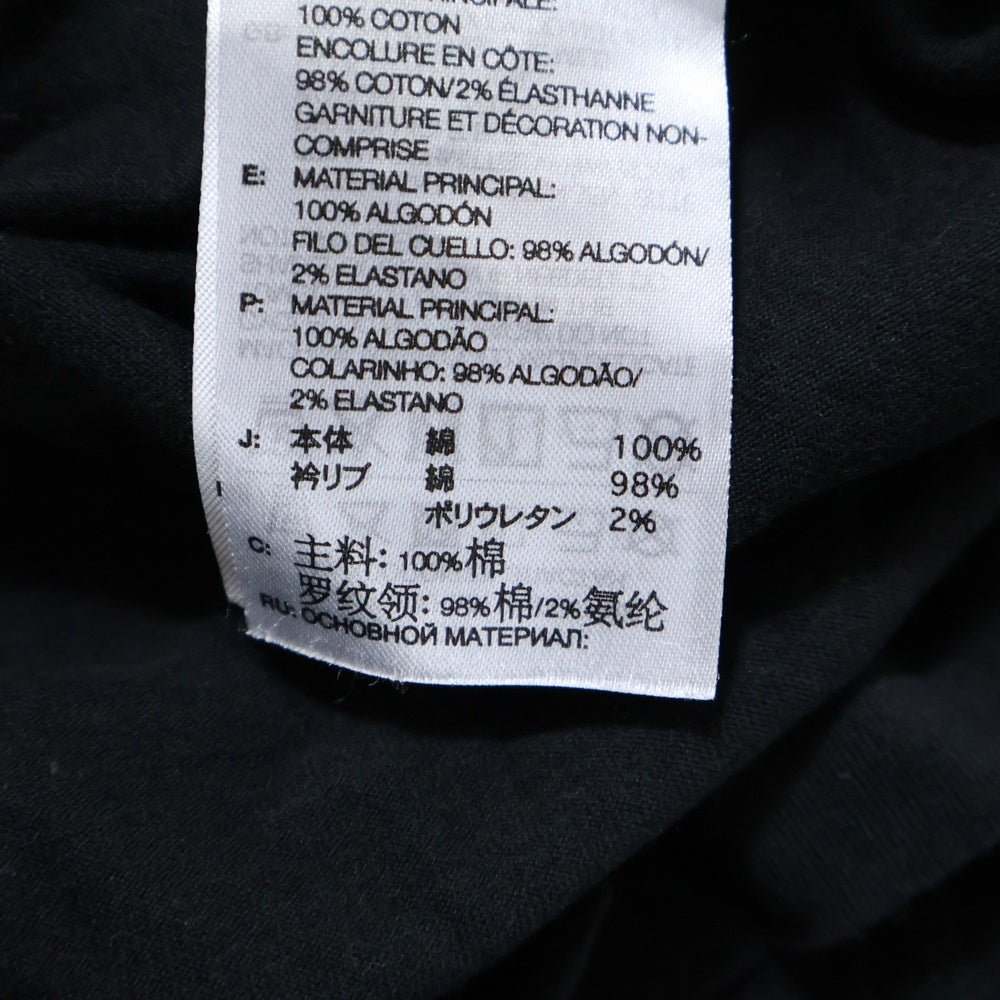 100% COTON
ENCOLURE EN CÔTE:
98% COTON/2% ÉLASTHANNE
GARNITURE ET DÉCORATION NON-
COMPRISE
E: MATERIAL PRINCIPAL:
100% ALGODÓN
FILO DEL CUELLO: 98% ALGODÓN/
2% ELASTANO
P: MATERIAL PRINCIPAL:
100% ALGODÃO
COLARINHO: 98% ALGODÃO/
2% ELASTANO
J: 本体 綿 100%
衿リブ 綿 98%
ポリウレタン 2%
C: 主料: 100%棉
罗纹领: 98%棉/2%氨纶
RU: ОСНОВНОЙ МАТЕРИАЛ: